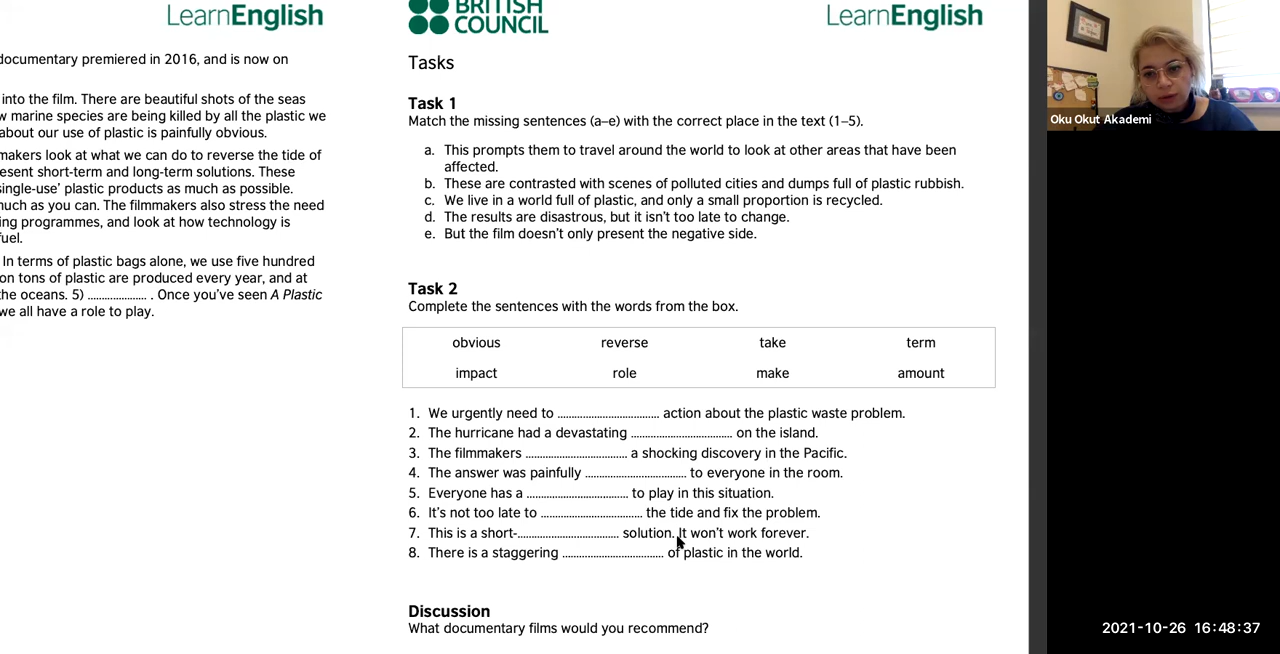 LearnEnglish
documentary premiered in 2016, and is now on
into the film. There are beautiful shots of the seas
w marine species are being killed by all the plastic we
about our use of plastic is painfully obvious.
makers look at what we can do to reverse the tide of
esent short-term and long-term solutions. These
single-use’ plastic products as much as possible.
much as you can. The filmmakers also stress the need
ing programmes, and look at how technology is
fuel.
In terms of plastic bags alone, we use five hundred
on tons of plastic are produced every year, and at
the oceans. 5) ..................... . Once you’ve seen A Plastic
we all have a role to play.
BRITISH
COUNCIL
LearnEnglish
Tasks
Task 1
Match the missing sentences (a–e) with the correct place in the text (1–5).
a. This prompts them to travel around the world to look at other areas that have been
affected.
b. These are contrasted with scenes of polluted cities and dumps full of plastic rubbish.
c. We live in a world full of plastic, and only a small proportion is recycled.
d. The results are disastrous, but it isn’t too late to change.
e. But the film doesn’t only present the negative side.
Task 2
Complete the sentences with the words from the box.
obvious reverse take term
impact role make amount
1. We urgently need to .................................... action about the plastic waste problem.
2. The hurricane had a devastating .................................... on the island.
3. The filmmakers .................................... a shocking discovery in the Pacific.
4. The answer was painfully .................................... to everyone in the room.
5. Everyone has a .................................... to play in this situation.
6. It’s not too late to .................................... the tide and fix the problem.
7. This is a short-.................................... solution. It won’t work forever.
8. There is a staggering .................................... of plastic in the world.
Discussion
What documentary films would you recommend?
Oku Okut Akademi
2021-10-26 16:48:37